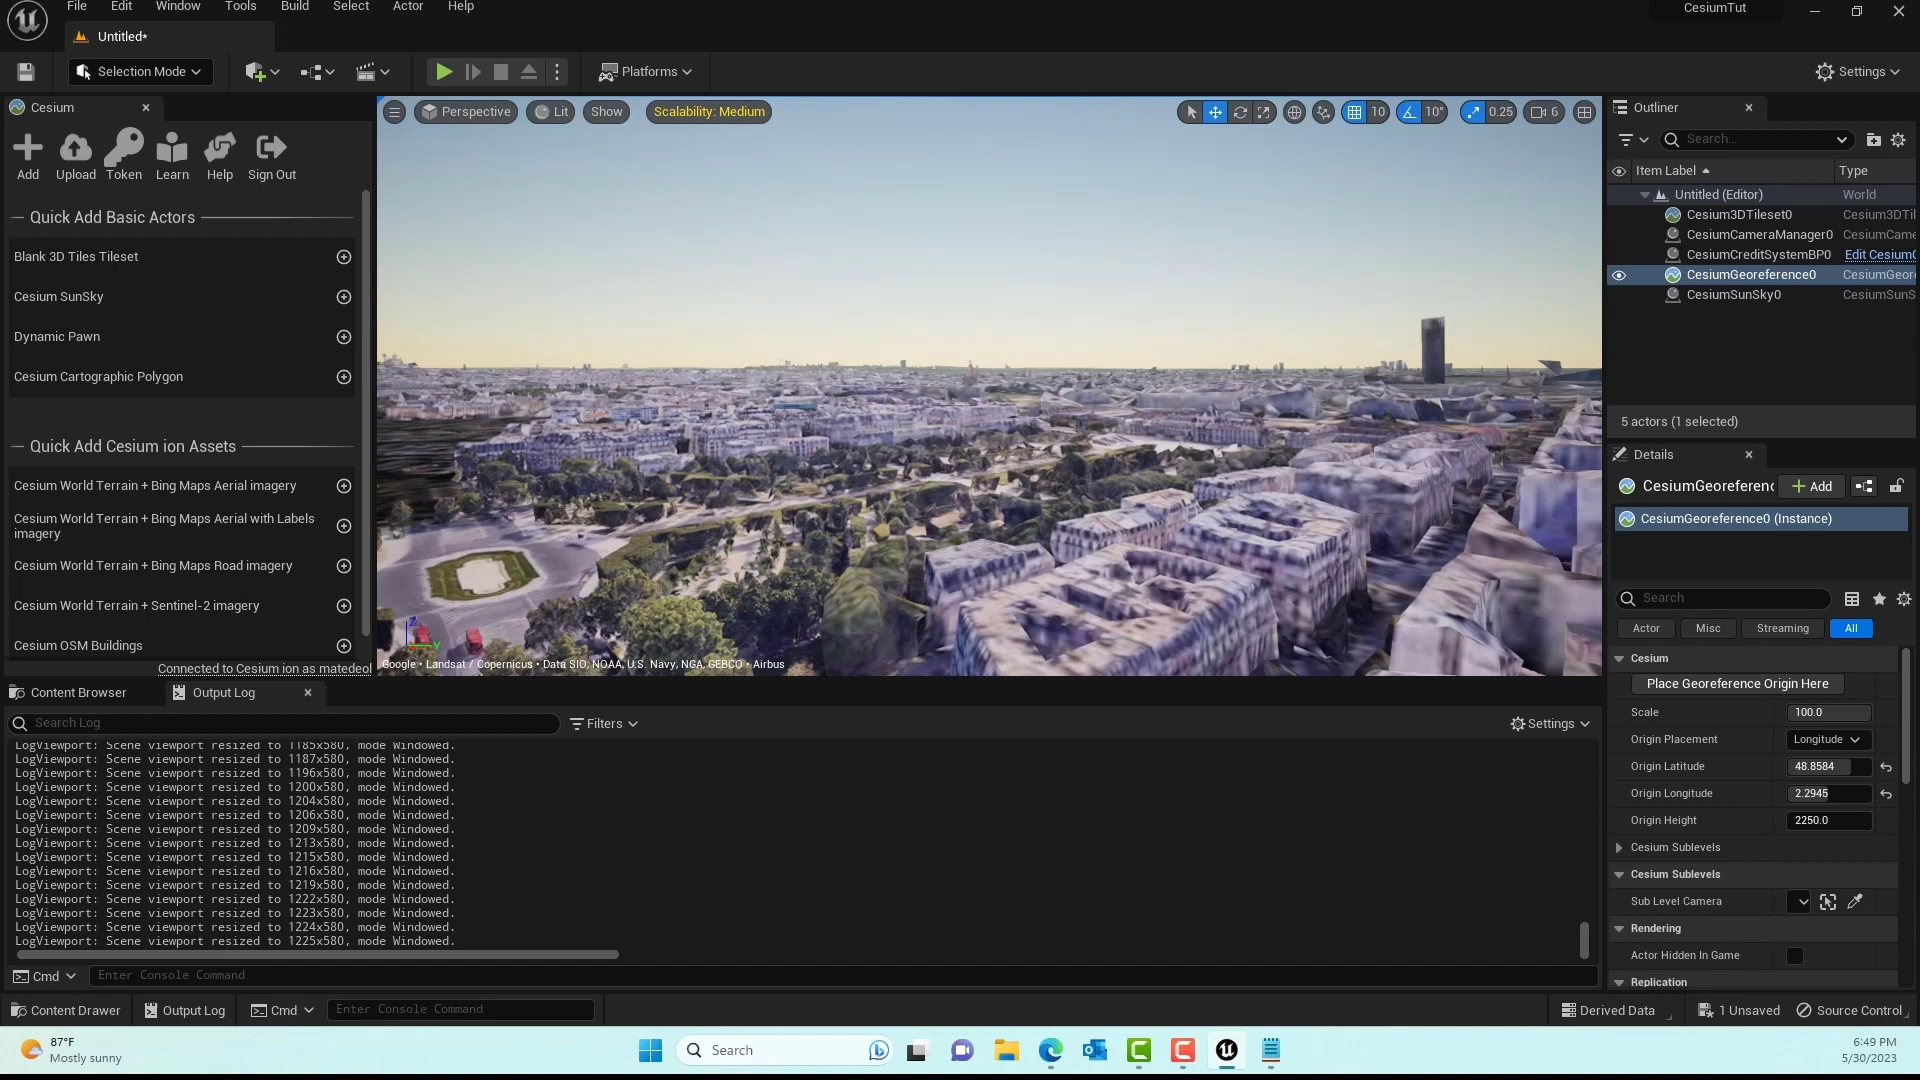 File Edit Window Tools Build Select Actor Help
CesiumTut
Untitled*
Selection Mode
Platforms
Settings
Cesium
Add Upload Token Learn Help Sign Out
Quick Add Basic Actors
Blank 3D Tiles Tileset
Cesium SunSky
Dynamic Pawn
Cesium Cartographic Polygon
Quick Add Cesium ion Assets
Cesium World Terrain + Bing Maps Aerial imagery
Cesium World Terrain + Bing Maps Aerial with Labels
imagery
Cesium World Terrain + Bing Maps Road imagery
Cesium World Terrain + Sentinel-2 imagery
Cesium OSM Buildings
Connected to Cesium ion as matedeol
Perspective Lit Show Scalability: Medium
10 10° 0.25 6
Z
Y
Google • Landsat / Copernicus • Data SIO, NOAA, U.S. Navy, NGA, GEBCO • Airbus
Outliner
Search...
Item Label Type
Untitled (Editor) World
Cesium3DTileset0 Cesium3DTil
CesiumCameraManager0 CesiumCame
CesiumCreditSystemBP0 Edit CesiumC
CesiumGeoreference0 CesiumGeore
CesiumSunSky0 CesiumSunS
5 actors (1 selected)
Details
CesiumGeoreferenc Add
CesiumGeoreference0 (Instance)
Search
Actor Misc Streaming All
Cesium
Place Georeference Origin Here
Scale 100.0
Origin Placement Longitude
Origin Latitude 48.8584
Origin Longitude 2.2945
Origin Height 2250.0
Cesium Sublevels
Cesium Sublevels
Sub Level Camera
Rendering
Actor Hidden In Game
Replication
Content Browser Output Log
Search Log Filters Settings
LogViewport: Scene viewport resized to 1185x580, mode Windowed.
LogViewport: Scene viewport resized to 1187x580, mode Windowed.
LogViewport: Scene viewport resized to 1196x580, mode Windowed.
LogViewport: Scene viewport resized to 1200x580, mode Windowed.
LogViewport: Scene viewport resized to 1204x580, mode Windowed.
LogViewport: Scene viewport resized to 1206x580, mode Windowed.
LogViewport: Scene viewport resized to 1209x580, mode Windowed.
LogViewport: Scene viewport resized to 1213x580, mode Windowed.
LogViewport: Scene viewport resized to 1215x580, mode Windowed.
LogViewport: Scene viewport resized to 1216x580, mode Windowed.
LogViewport: Scene viewport resized to 1219x580, mode Windowed.
LogViewport: Scene viewport resized to 1222x580, mode Windowed.
LogViewport: Scene viewport resized to 1223x580, mode Windowed.
LogViewport: Scene viewport resized to 1224x580, mode Windowed.
LogViewport: Scene viewport resized to 1225x580, mode Windowed.
Cmd Enter Console Command
Content Drawer Output Log Cmd Enter Console Command
Derived Data 1 Unsaved Source Control
87°F
Mostly sunny
Search
6:49 PM
5/30/2023